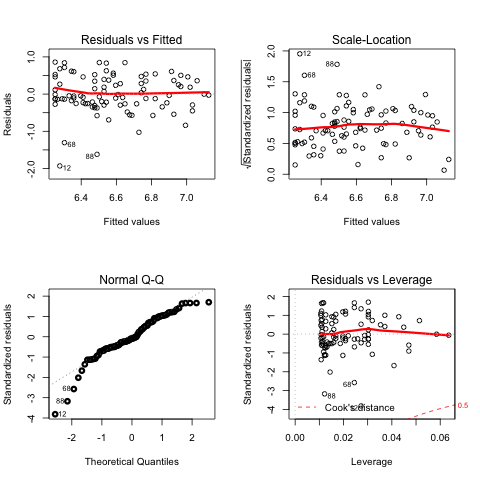 Residuals vs Fitted
Residuals
1.0
0.0
-1.0
-2.0
68
88
12
6.4 6.6 6.8 7.0
Fitted values
Scale-Location
√|Standardized residuals|
2.0
1.5
1.0
0.5
0.0
12
88
68
6.4 6.6 6.8 7.0
Fitted values
Normal Q-Q
Standardized residuals
2
1
0
-1
-2
-3
-4
68
88
12
-2 -1 0 1 2
Theoretical Quantiles
Residuals vs Leverage
Standardized residuals
2
1
0
-1
-2
-3
-4
68
88
Cook's distance
0.5
0.00 0.02 0.04 0.06
Leverage